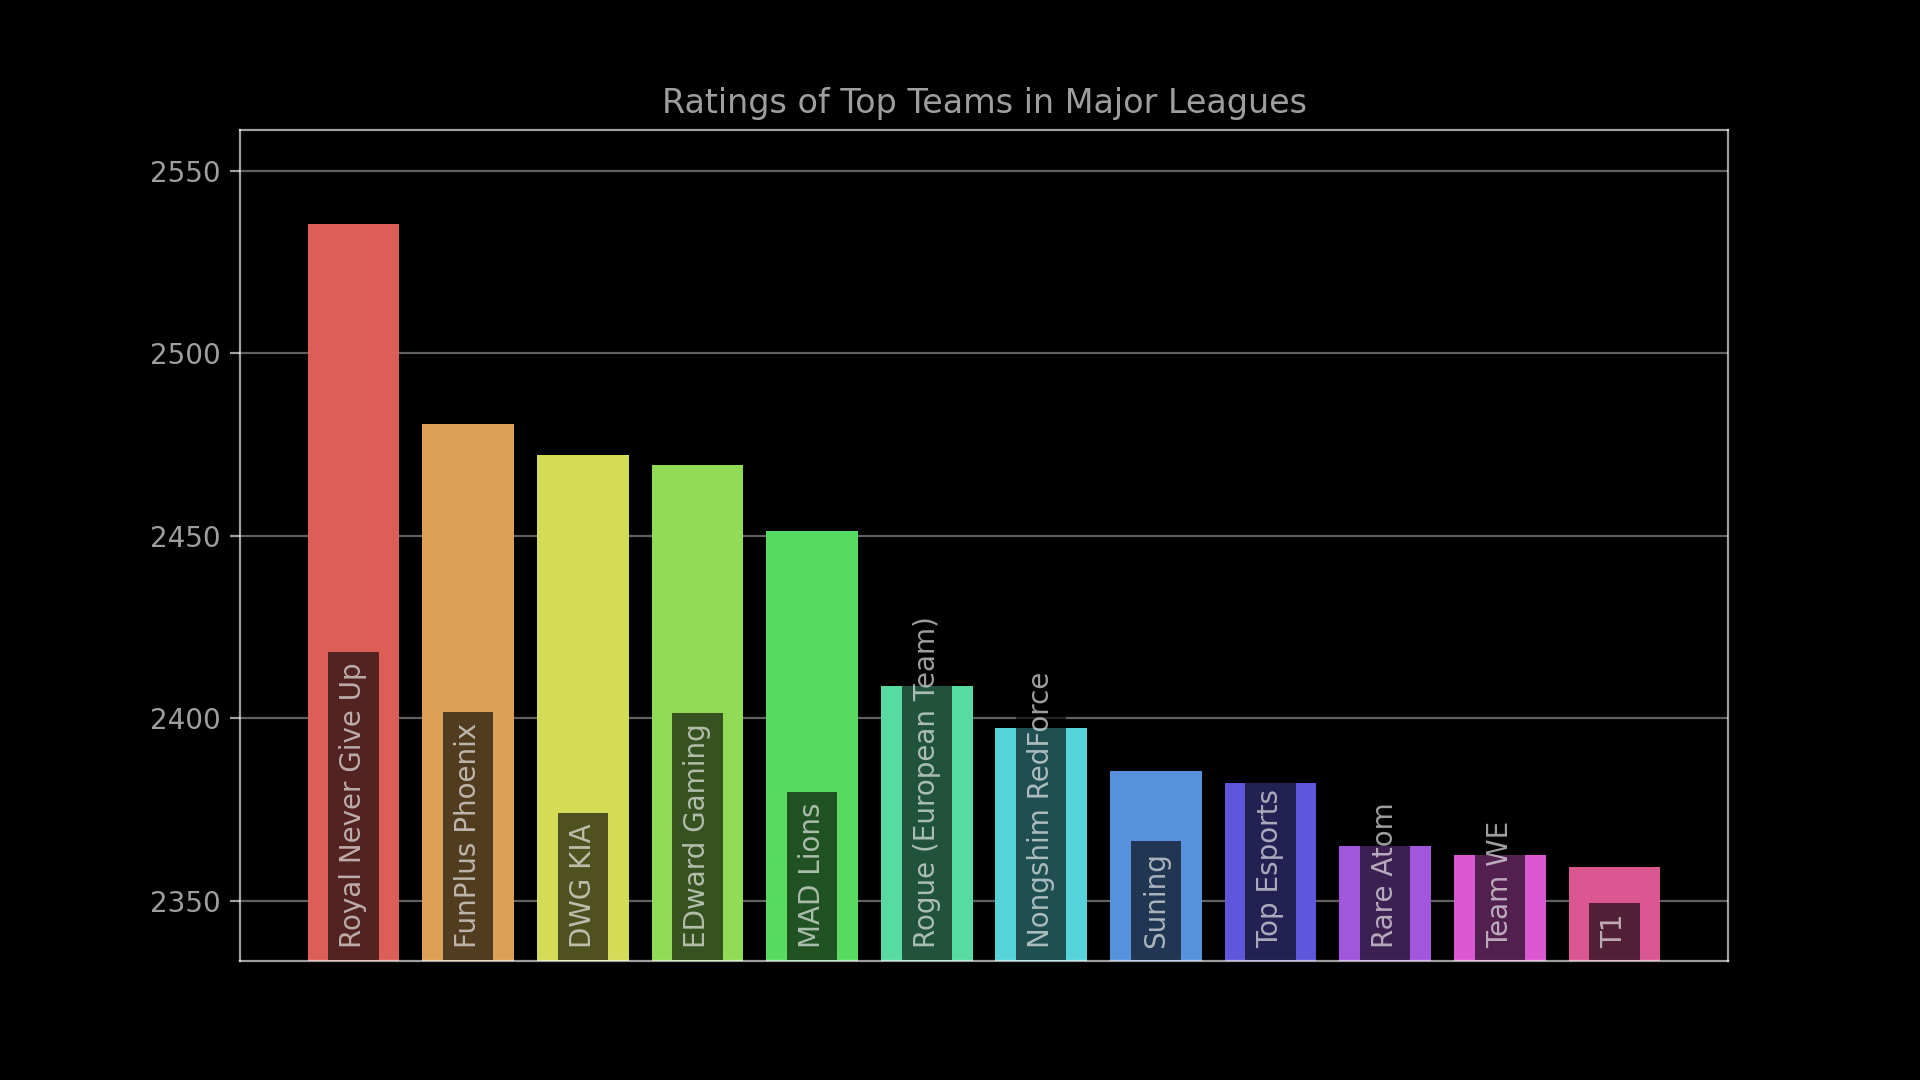 Ratings of Top Teams in Major Leagues
2550
2500
2450
2400
2350
Royal Never Give Up
FunPlus Phoenix
DWG KIA
EDward Gaming
MAD Lions
Rogue (European Team)
Nongshim RedForce
Suning
Top Esports
Rare Atom
Team WE
T1